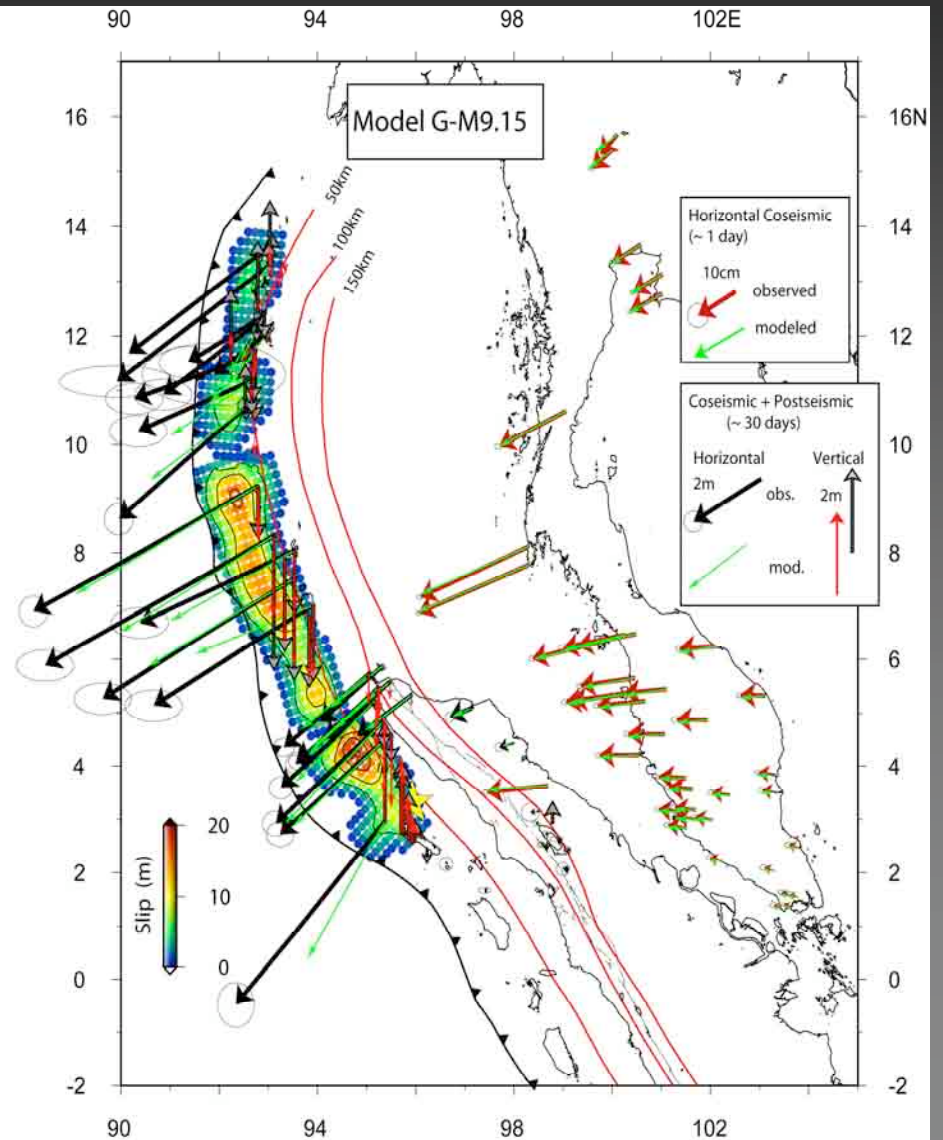 90 94 98 102E
16 16N
Model G-M9.15
50km
100km
150km
14 14
12 12
10 10
8 8
6 6
4 4
2 2
0 0
-2 -2
Horizontal Coseismic
(~ 1 day)
10cm
observed
modeled
Coseismic + Postseismic
(~ 30 days)
Horizontal Vertical
2m obs. 2m
mod.
Slip (m)
20
10
0
90 94 98 102